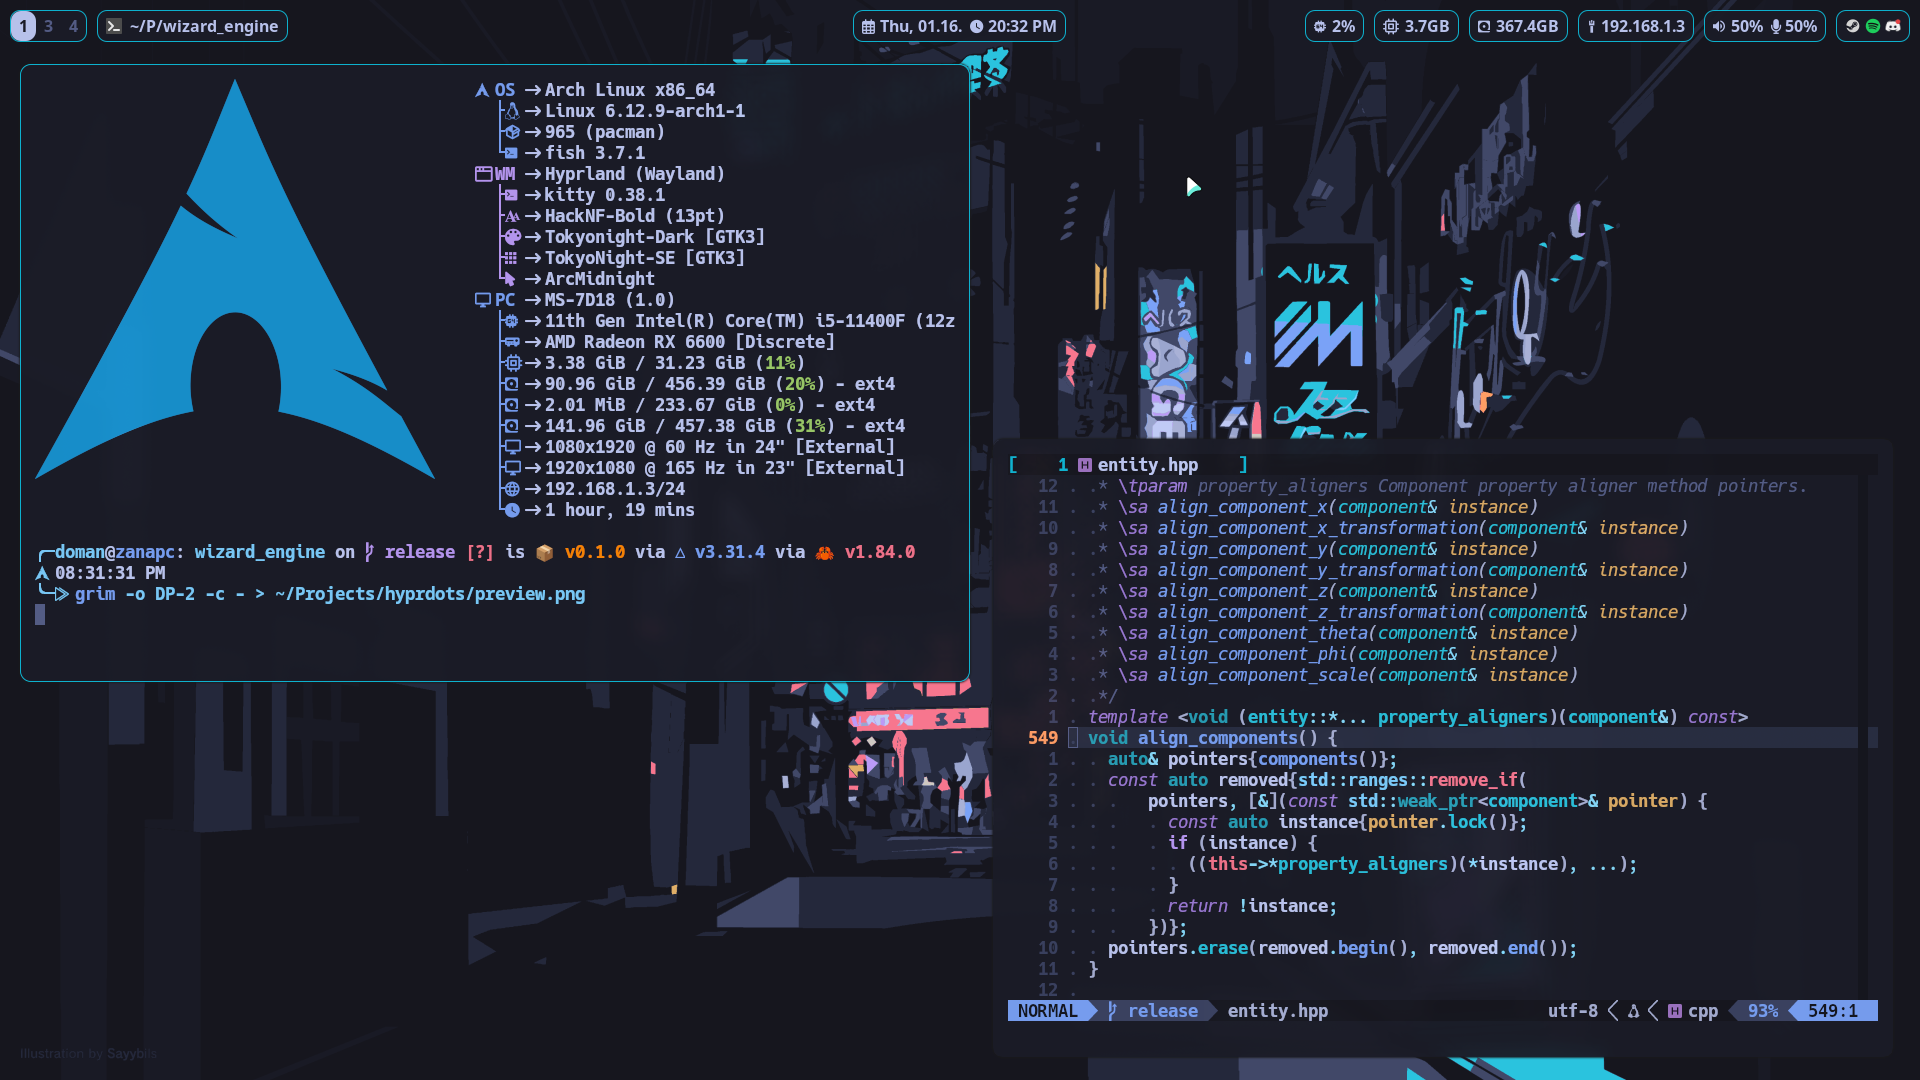 1 3 4 ~/P/wizard_engine Thu, 01.16. 20:32 PM 2% 3.7GB 367.4GB 192.168.1.3 50% 50%
OS Arch Linux x86_64
Linux 6.12.9-arch1-1
965 (pacman)
fish 3.7.1
WM Hyprland (Wayland)
kitty 0.38.1
HackNF-Bold (13pt)
Tokyonight-Dark [GTK3]
TokyoNight-SE [GTK3]
ArcMidnight
PC MS-7D18 (1.0)
11th Gen Intel(R) Core(TM) i5-11400F (12z
AMD Radeon RX 6600 [Discrete]
3.38 GiB / 31.23 GiB (11%)
90.96 GiB / 456.39 GiB (20%) - ext4
2.01 MiB / 233.67 GiB (0%) - ext4
141.96 GiB / 457.38 GiB (31%) - ext4
1080x1920 @ 60 Hz in 24" [External]
1920x1080 @ 165 Hz in 23" [External]
192.168.1.3/24
1 hour, 19 mins
doman@zanapc: wizard_engine on release [?] is 📦 v0.1.0 via △ v3.31.4 via 🦀 v1.84.0
08:31:31 PM
grim -o DP-2 -c - > ~/Projects/hyprdots/preview.png
ヘルス
[ 1 entity.hpp ]
12 * \tparam property_aligners Component property aligner method pointers.
11 * \sa align_component_x(component& instance)
10 * \sa align_component_x_transformation(component& instance)
9 * \sa align_component_y(component& instance)
8 * \sa align_component_y_transformation(component& instance)
7 * \sa align_component_z(component& instance)
6 * \sa align_component_z_transformation(component& instance)
5 * \sa align_component_theta(component& instance)
4 * \sa align_component_phi(component& instance)
3 * \sa align_component_scale(component& instance)
2 */
1 template <void (entity::*... property_aligners)(component&) const>
549 void align_components() {
1 auto& pointers{components()};
2 const auto removed{std::ranges::remove_if(
3 pointers, [&](const std::weak_ptr<component>& pointer) {
4 const auto instance{pointer.lock()};
5 if (instance) {
6 ((this->*property_aligners)(*instance), ...);
7 }
8 return !instance;
9 })};
10 pointers.erase(removed.begin(), removed.end());
11 }
12
NORMAL release entity.hpp utf-8 cpp 93% 549:1
Illustration by Sayybils